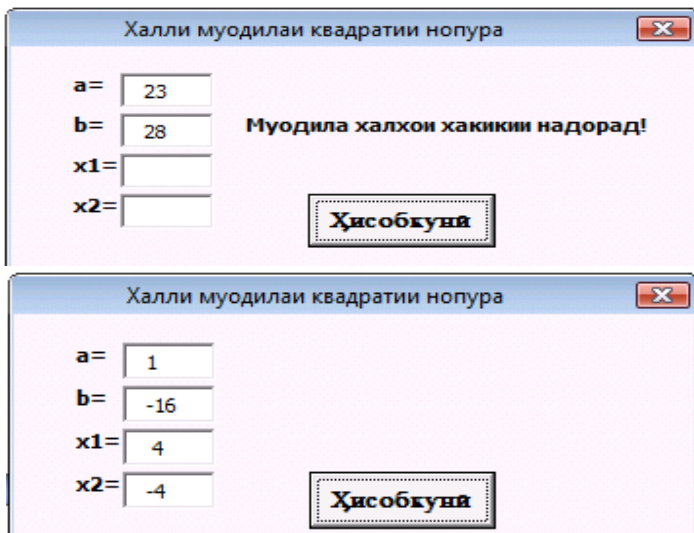 Халли муодилаи квадратии нопура
a= 23
b= 28 Муодила халхои хакикии надорад!
x1=
x2=
Ҳисобкунӣ
Халли муодилаи квадратии нопура
a= 1
b= -16
x1= 4
x2= -4
Ҳисобкунӣ